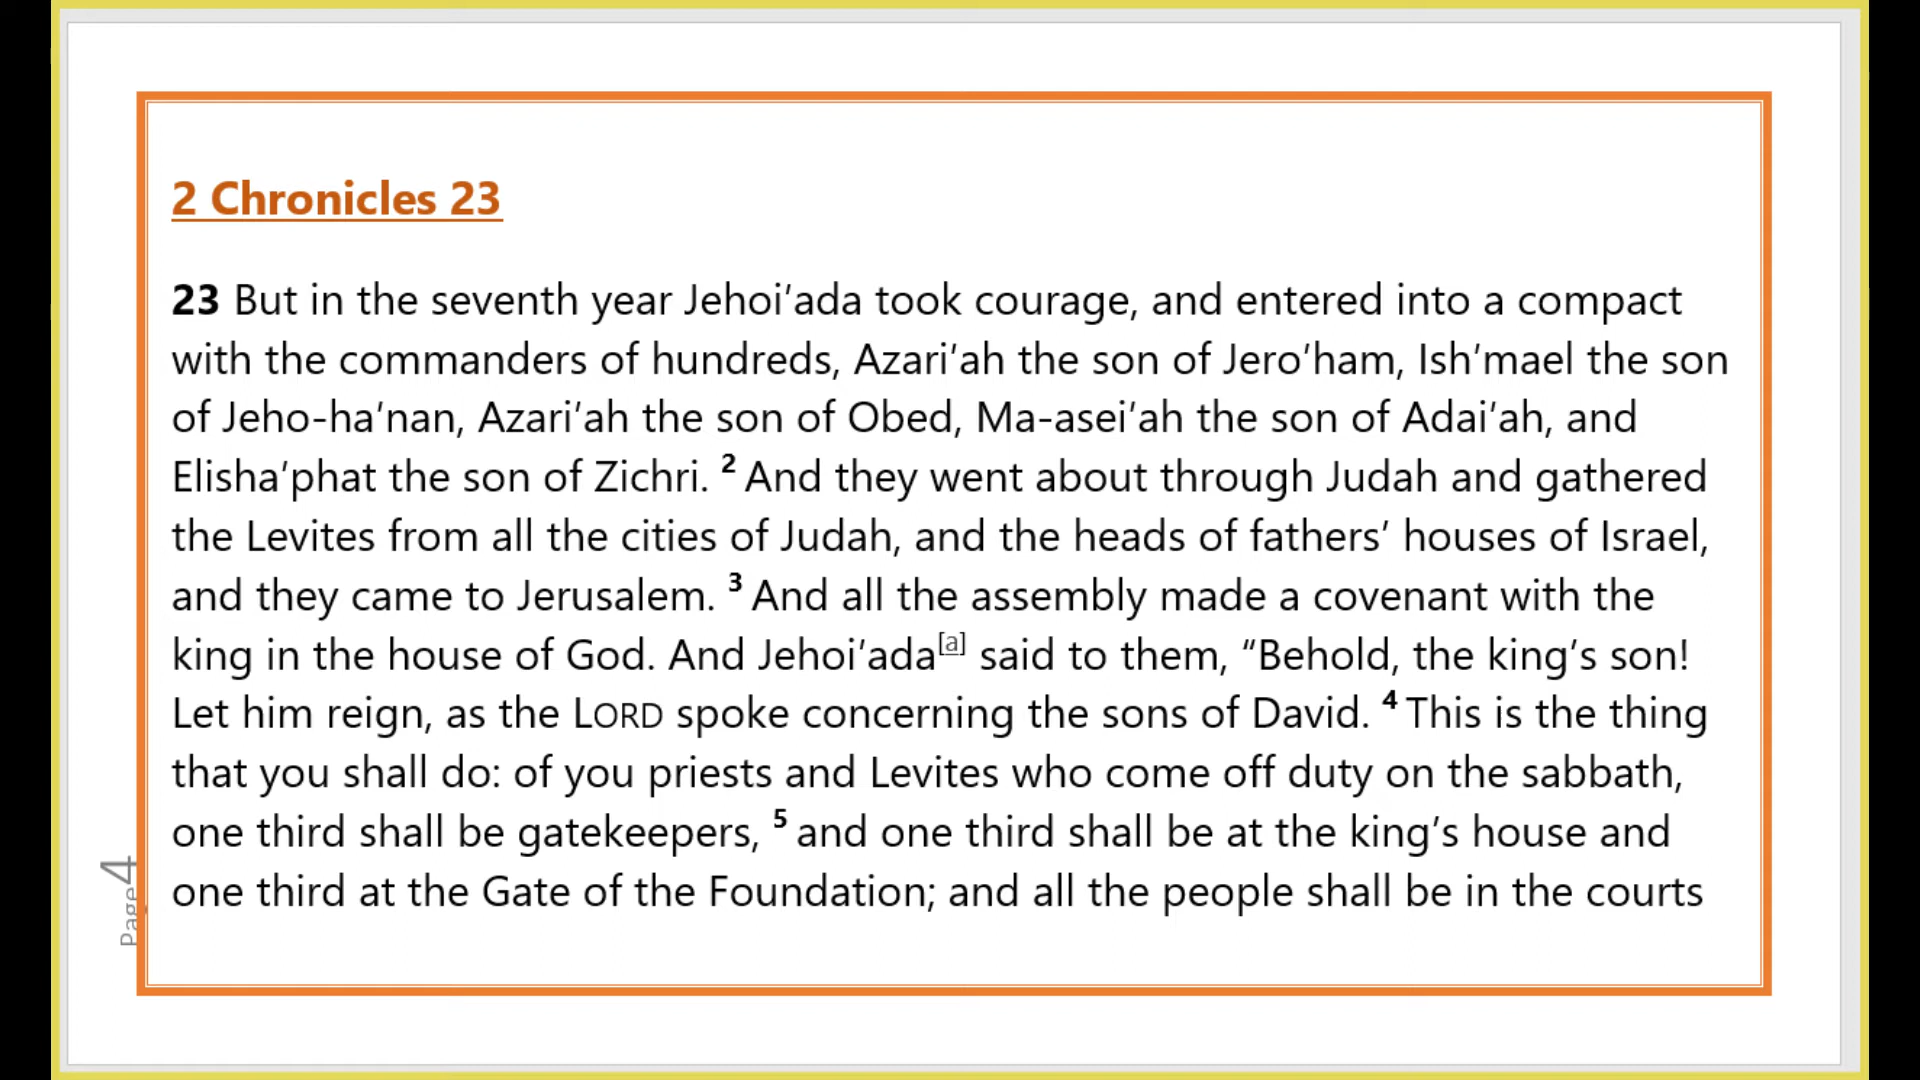 2 Chronicles 23
23 But in the seventh year Jehoi′ada took courage, and entered into a compact
with the commanders of hundreds, Azari′ah the son of Jero′ham, Ish′mael the son
of Jeho-ha′nan, Azari′ah the son of Obed, Ma-asei′ah the son of Adai′ah, and
Elisha′phat the son of Zichri. 2 And they went about through Judah and gathered
the Levites from all the cities of Judah, and the heads of fathers’ houses of Israel,
and they came to Jerusalem. 3 And all the assembly made a covenant with the
king in the house of God. And Jehoi′ada[a] said to them, “Behold, the king’s son!
Let him reign, as the LORD spoke concerning the sons of David. 4 This is the thing
that you shall do: of you priests and Levites who come off duty on the sabbath,
one third shall be gatekeepers, 5 and one third shall be at the king’s house and
one third at the Gate of the Foundation; and all the people shall be in the courts
Page 4